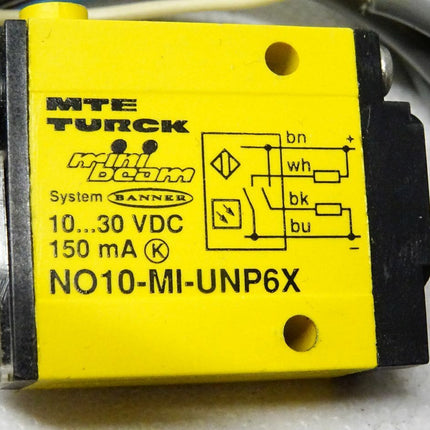 MTE
TURCK
mini
beam
System BANNER
10...30 VDC
150 mA K
NO10-MI-UNP6X
bn +
wh
bk
bu −